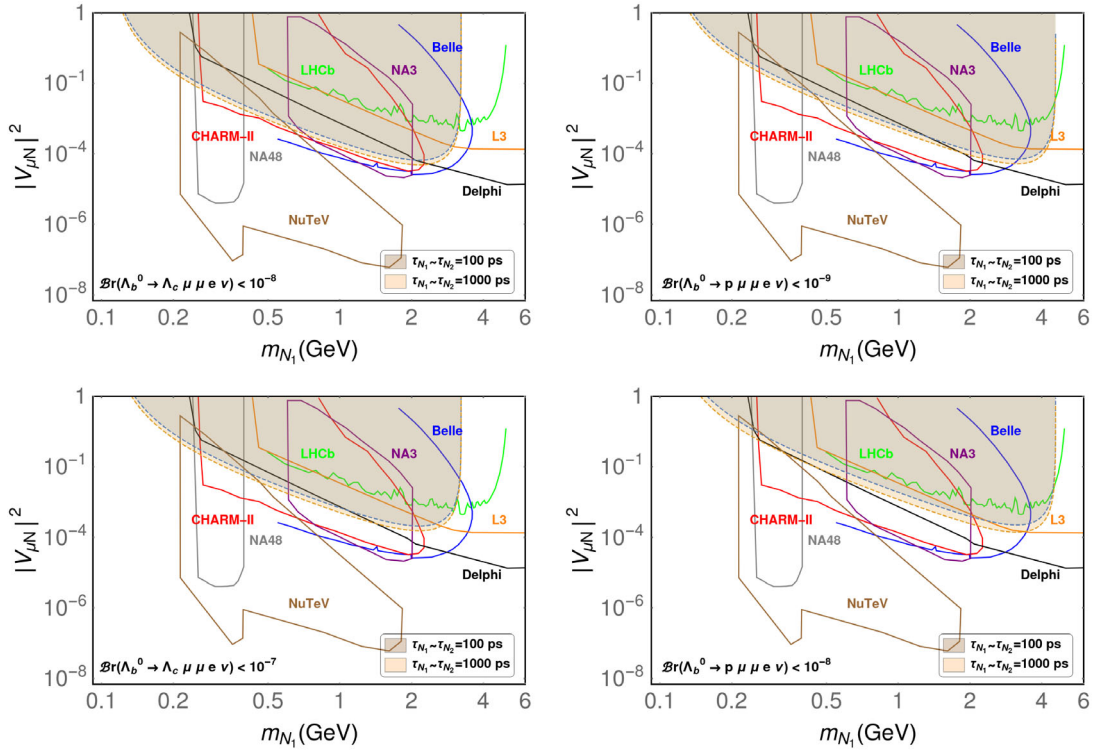 1
10⁻¹
10⁻²
10⁻⁴
10⁻⁶
10⁻⁸
|V_μN|²
Belle
LHCb
NA3
CHARM-II
NA48
L3
Delphi
NuTeV
τ_N₁~τ_N₂=100 ps
τ_N₁~τ_N₂=1000 ps
ℬr(Λ_b⁰ → Λ_c μ μ e ν) < 10⁻⁸
0.1 0.2 0.5 1 2 4 6
m_N₁(GeV)
1
10⁻¹
10⁻²
10⁻⁴
10⁻⁶
10⁻⁸
|V_μN|²
Belle
LHCb
NA3
CHARM-II
NA48
L3
Delphi
NuTeV
τ_N₁~τ_N₂=100 ps
τ_N₁~τ_N₂=1000 ps
ℬr(Λ_b⁰ → p μ μ e ν) < 10⁻⁹
0.1 0.2 0.5 1 2 4 6
m_N₁(GeV)
1
10⁻¹
10⁻²
10⁻⁴
10⁻⁶
10⁻⁸
|V_μN|²
Belle
LHCb
NA3
CHARM-II
NA48
L3
Delphi
NuTeV
τ_N₁~τ_N₂=100 ps
τ_N₁~τ_N₂=1000 ps
ℬr(Λ_b⁰ → Λ_c μ μ e ν) < 10⁻⁷
0.1 0.2 0.5 1 2 4 6
m_N₁(GeV)
1
10⁻¹
10⁻²
10⁻⁴
10⁻⁶
10⁻⁸
|V_μN|²
Belle
LHCb
NA3
CHARM-II
NA48
L3
Delphi
NuTeV
τ_N₁~τ_N₂=100 ps
τ_N₁~τ_N₂=1000 ps
ℬr(Λ_b⁰ → p μ μ e ν) < 10⁻⁸
0.1 0.2 0.5 1 2 4 6
m_N₁(GeV)